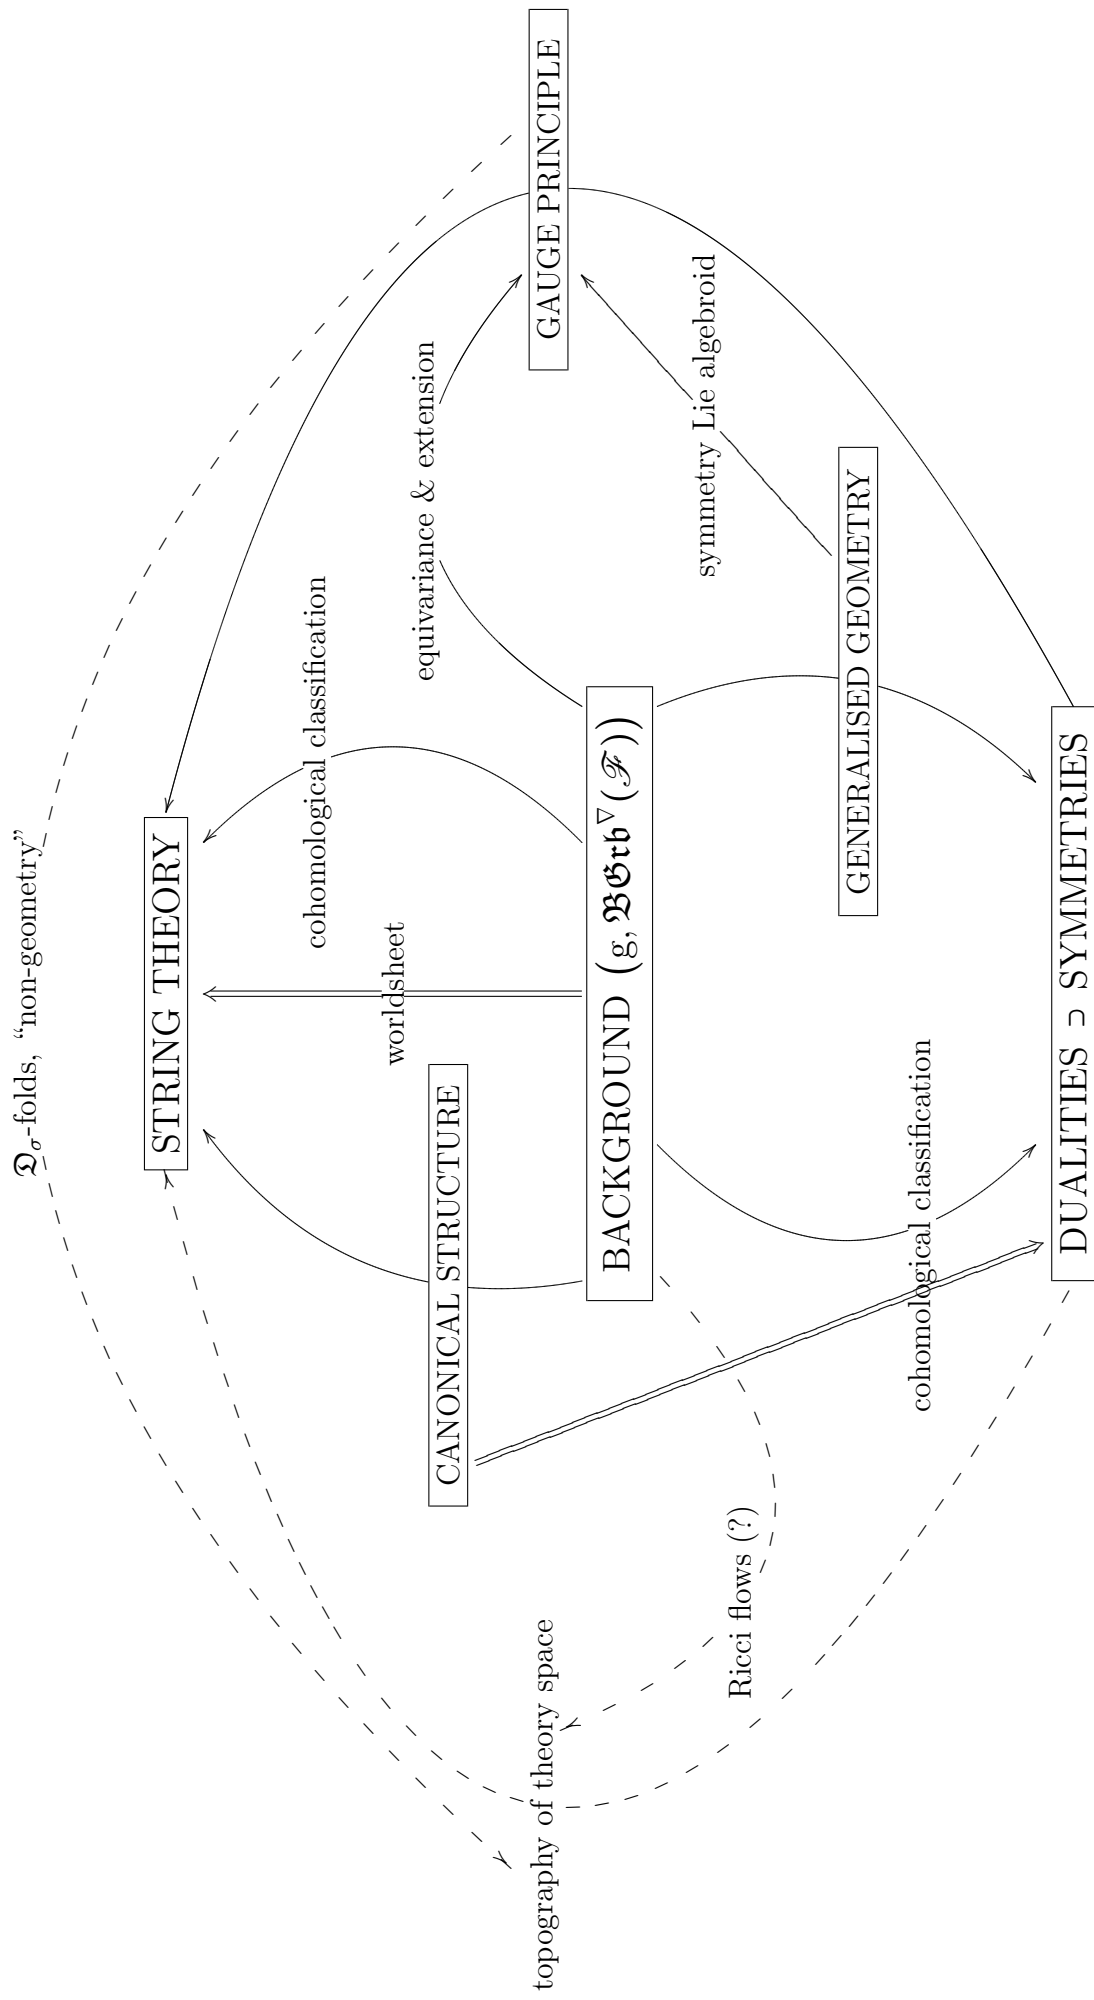 𝔇σ-folds, “non-geometry”
STRING THEORY
cohomological classification
worldsheet
equivariance & extension
CANONICAL STRUCTURE
GAUGE PRINCIPLE
topography of theory space
BACKGROUND (g, 𝕭𝕲𝖗𝖇^∇(ℱ))
symmetry Lie algebroid
Ricci flows (?)
GENERALISED GEOMETRY
cohomological classification
DUALITIES ⊃ SYMMETRIES